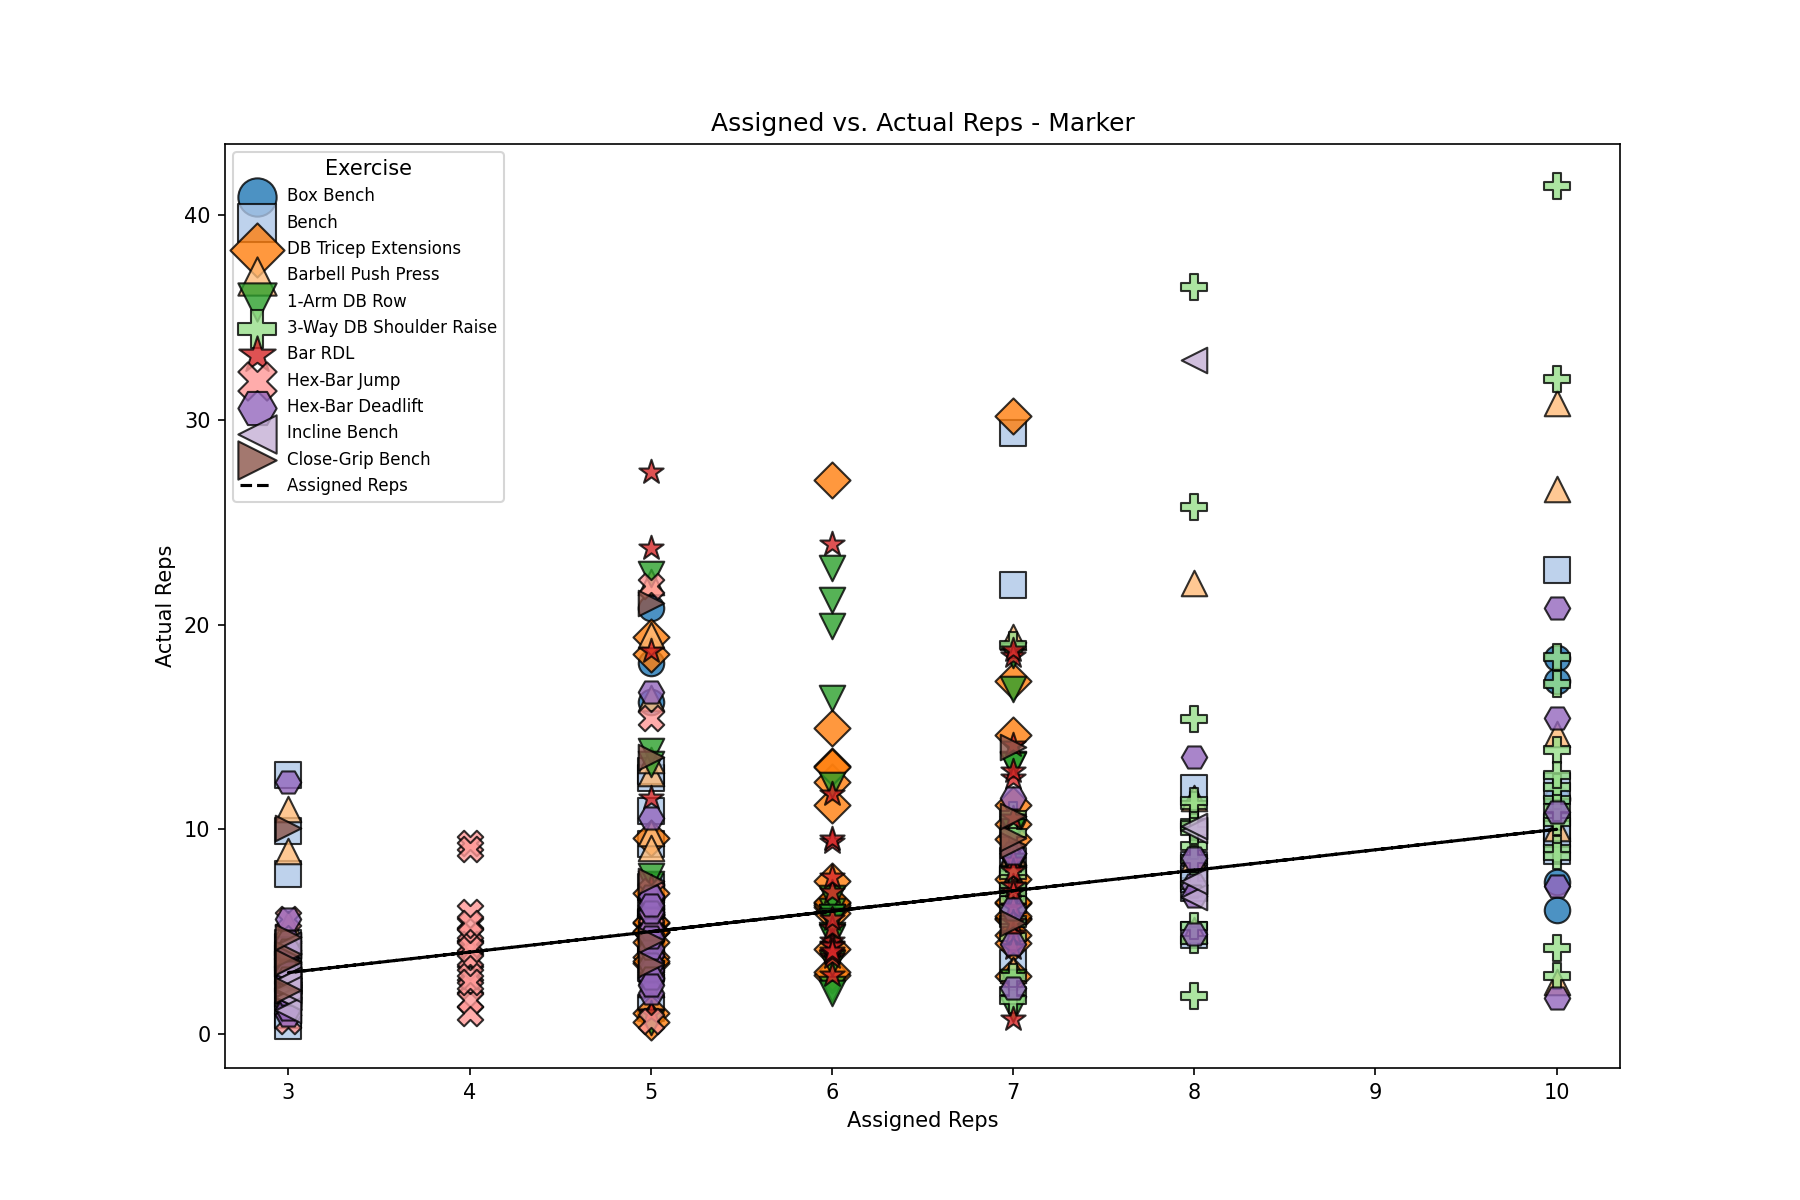 Assigned vs. Actual Reps - Marker
Exercise
Box Bench
Bench
DB Tricep Extensions
Barbell Push Press
1-Arm DB Row
3-Way DB Shoulder Raise
Bar RDL
Hex-Bar Jump
Hex-Bar Deadlift
Incline Bench
Close-Grip Bench
Assigned Reps
Actual Reps
40
30
20
10
0
3 4 5 6 7 8 9 10
Assigned Reps